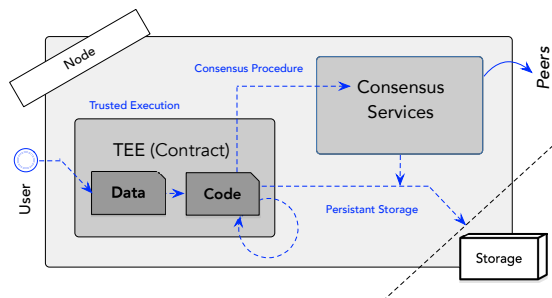 Node
Consensus Procedure
Peers
Consensus
Services
Trusted Execution
TEE (Contract)
Data
Code
User
Persistant Storage
Storage